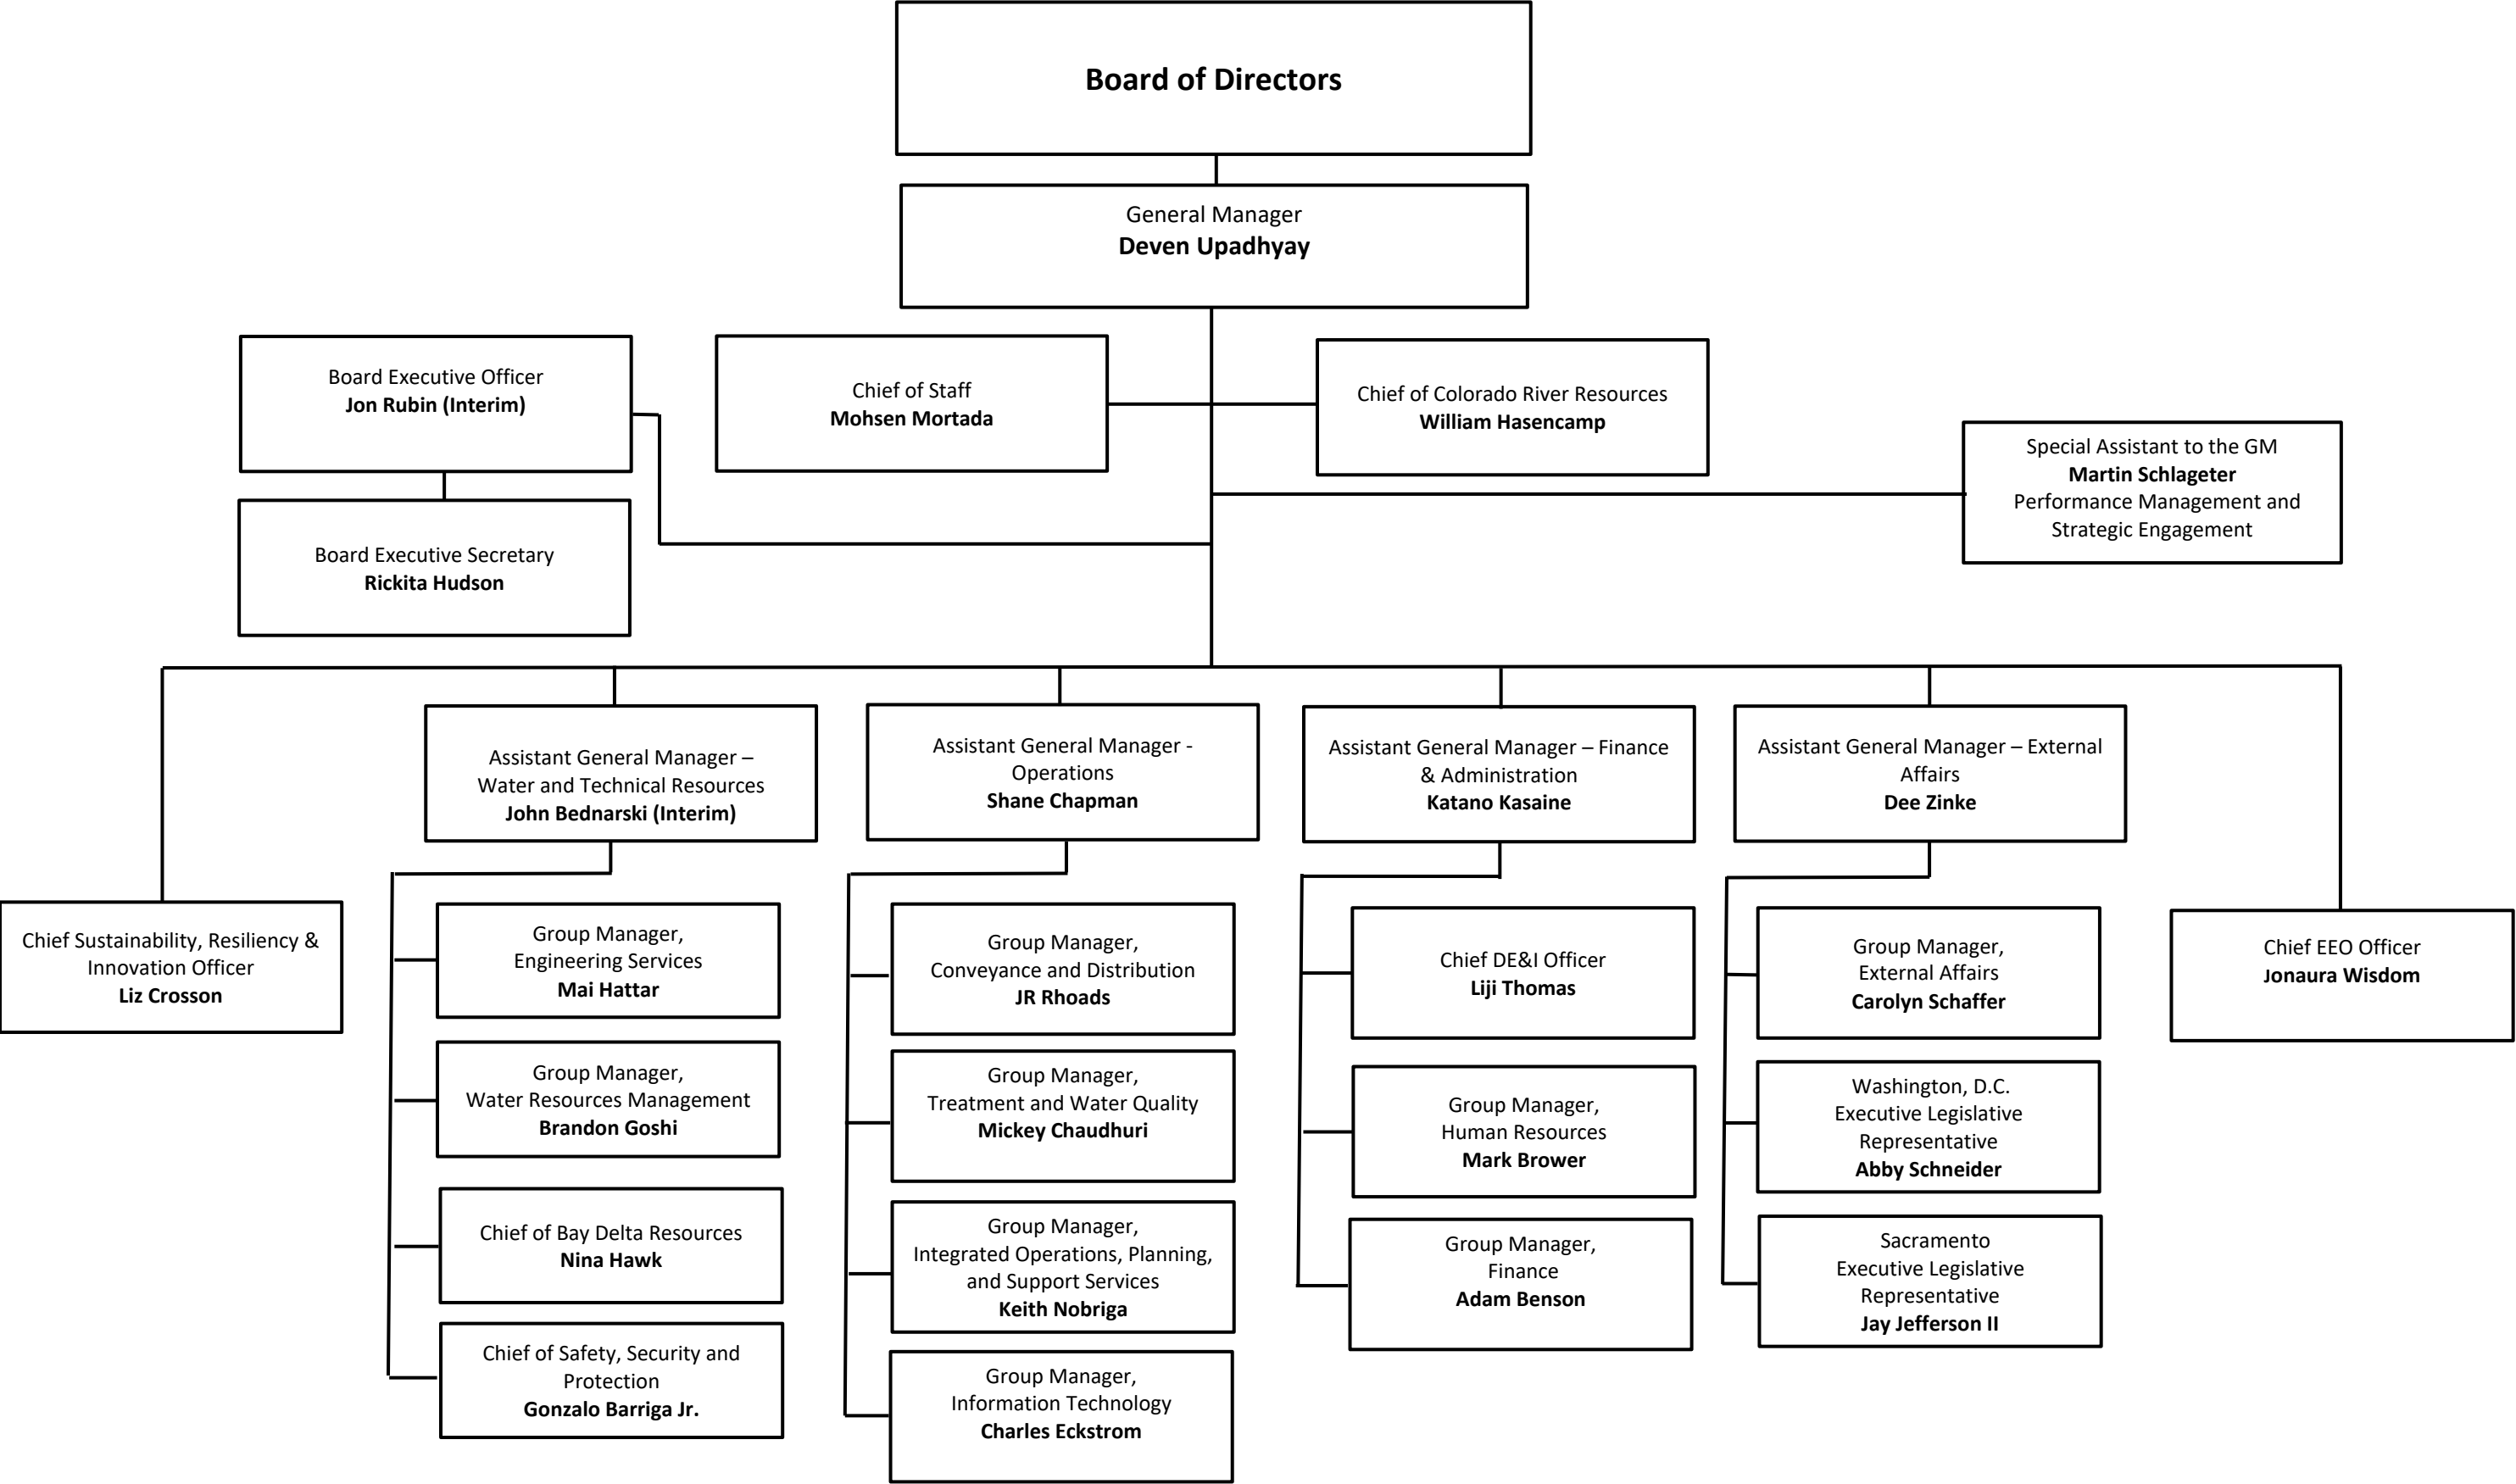 Board of Directors
General Manager
Deven Upadhyay
Board Executive Officer
Jon Rubin (Interim)
Chief of Staff
Mohsen Mortada
Chief of Colorado River Resources
William Hasencamp
Special Assistant to the GM
Martin Schlageter
Performance Management and
Strategic Engagement
Board Executive Secretary
Rickita Hudson
Assistant General Manager –
Water and Technical Resources
John Bednarski (Interim)
Assistant General Manager -
Operations
Shane Chapman
Assistant General Manager – Finance
& Administration
Katano Kasaine
Assistant General Manager – External
Affairs
Dee Zinke
Chief Sustainability, Resiliency &
Innovation Officer
Liz Crosson
Group Manager,
Engineering Services
Mai Hattar
Group Manager,
Water Resources Management
Brandon Goshi
Chief of Bay Delta Resources
Nina Hawk
Chief of Safety, Security and
Protection
Gonzalo Barriga Jr.
Group Manager,
Conveyance and Distribution
JR Rhoads
Group Manager,
Treatment and Water Quality
Mickey Chaudhuri
Group Manager,
Integrated Operations, Planning,
and Support Services
Keith Nobriga
Group Manager,
Information Technology
Charles Eckstrom
Chief DE&I Officer
Liji Thomas
Group Manager,
Human Resources
Mark Brower
Group Manager,
Finance
Adam Benson
Group Manager,
External Affairs
Carolyn Schaffer
Washington, D.C.
Executive Legislative
Representative
Abby Schneider
Sacramento
Executive Legislative
Representative
Jay Jefferson II
Chief EEO Officer
Jonaura Wisdom